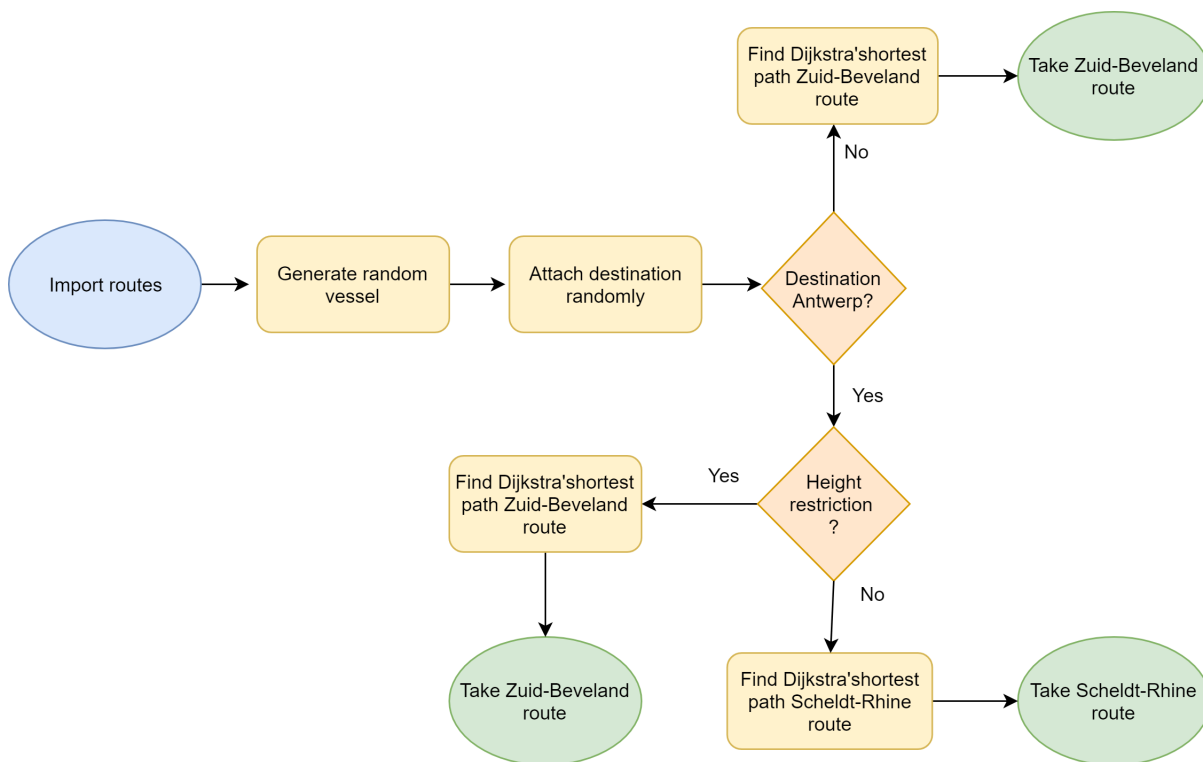 Find Dijkstra'shortest
path Zuid-Beveland
route
Take Zuid-Beveland
route
No
Import routes
Generate random
vessel
Attach destination
randomly
Destination
Antwerp?
Yes
Height
restriction
?
Yes
Find Dijkstra'shortest
path Zuid-Beveland
route
No
Take Zuid-Beveland
route
Find Dijkstra'shortest
path Scheldt-Rhine
route
Take Scheldt-Rhine
route